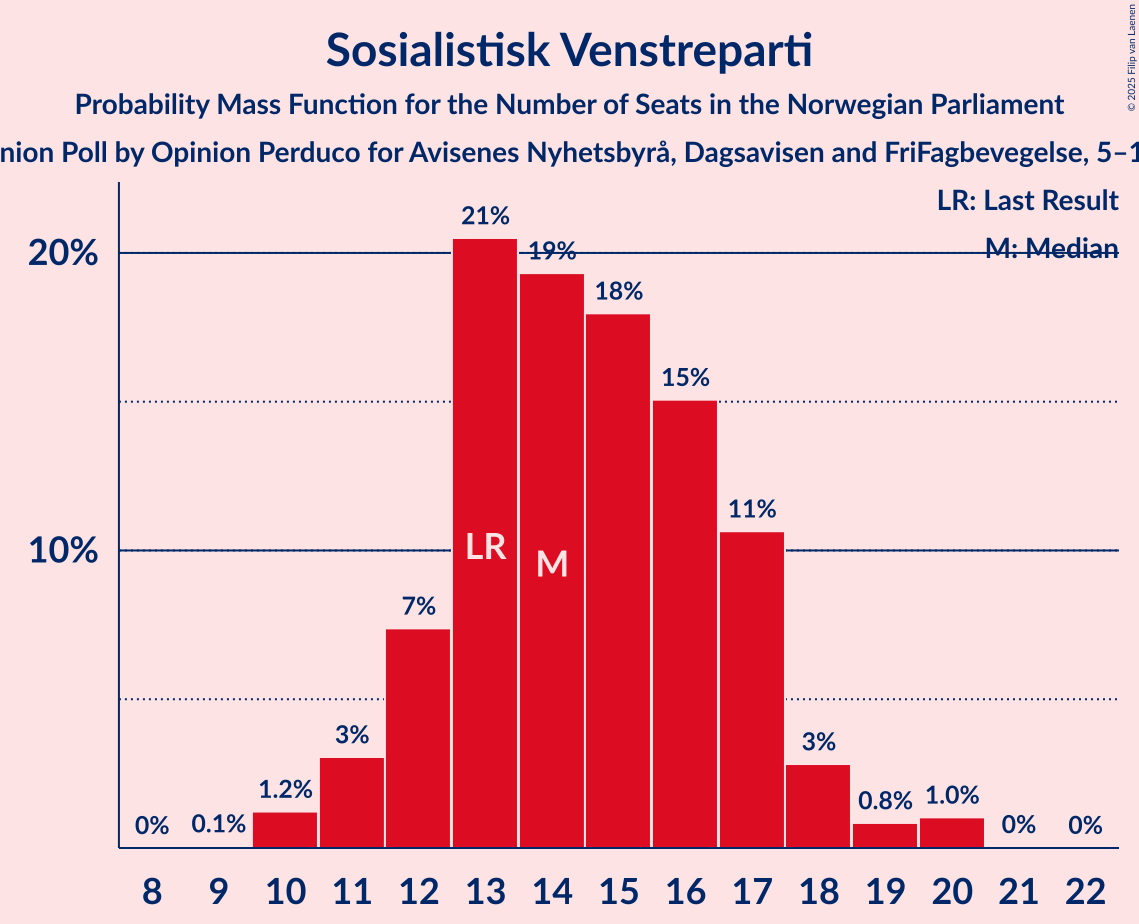 Sosialistisk Venstreparti
Probability Mass Function for the Number of Seats in the Norwegian Parliament
nion Poll by Opinion Perduco for Avisenes Nyhetsbyrå, Dagsavisen and FriFagbevegelse, 5–1
© 2025 Filip van Laenen
LR: Last Result
M: Median
20%
10%
0%
0.1%
1.2%
3%
7%
21%
19%
18%
15%
11%
3%
0.8%
1.0%
0%
0%
LR
M
8 9 10 11 12 13 14 15 16 17 18 19 20 21 22